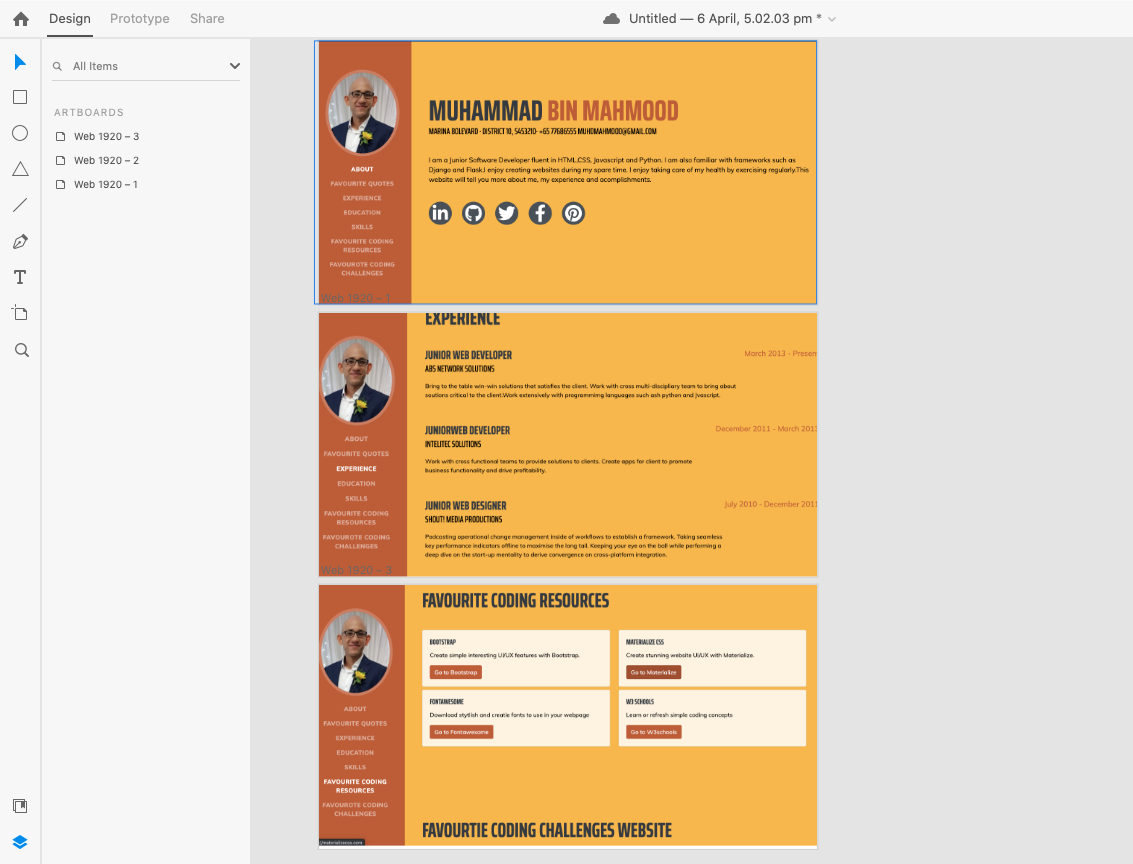 Design Prototype Share
Untitled — 6 April, 5.02.03 pm *
All Items
ARTBOARDS
Web 1920 – 3
Web 1920 – 2
Web 1920 – 1
MUHAMMAD BIN MAHMOOD
MARINA BOLEVARD · DISTRICT 10, S453210· +65 77686555 MUHDMAHMOOD@GMAIL.COM
I am a Junior Software Developer fluent in HTML,CSS, Javascript and Python. I am also familiar with frameworks such as
Django and Flask.I enjoy creating websites during my spare time. I enjoy taking care of my health by exercising regularly.This
website will tell you more about me, my experience and acomplishments.
ABOUT
FAVOURITE QUOTES
EXPERIENCE
EDUCATION
SKILLS
FAVOURITE CODING
RESOURCES
FAVOUROTE CODING
CHALLENGES
Web 1920 – 1
EXPERIENCE
JUNIOR WEB DEVELOPER
March 2013 - Presen
ABS NETWORK SOLUTIONS
Bring to the table win-win solutions that satisfies the client. Work with cross multi-discipliary team to bring about
soutions critical to the client.Work extensively with programming languages such ash python and Jvascript.
JUNIORWEB DEVELOPER
December 2011 - March 2013
INTELITEC SOLUTIONS
Work with cross functional teams to provide solutions to clients. Create apps for client to promote
business functionality and drive profitability.
JUNIOR WEB DESIGNER
July 2010 - December 2011
SHOUT! MEDIA PRODUCTIONS
Podcasting operational change management inside of workflows to establish a framework. Taking seamless
key performance indicators offline to maximise the long tail. Keeping your eye on the ball while performing a
deep dive on the start-up mentality to derive convergence on cross-platform integration.
ABOUT
FAVOURITE QUOTES
EXPERIENCE
EDUCATION
SKILLS
FAVOURITE CODING
RESOURCES
FAVOUROTE CODING
CHALLENGES
Web 1920 – 3
FAVOURITE CODING RESOURCES
BOOTSTRAP
Create simple interesting UI/UX features with Bootstrap.
Go to Bootstrap
MATERIALIZE CSS
Create stunning website UI/UX with Materialize.
Go to Materialize
FONTAWESOME
Download stytlish and creatie fonts to use in your webpage
Go to Fontawesome
W3 SCHOOLS
Learn or refresh simple coding concepts
Go to W3schools
ABOUT
FAVOURITE QUOTES
EXPERIENCE
EDUCATION
SKILLS
FAVOURITE CODING
RESOURCES
FAVOUROTE CODING
CHALLENGES
FAVOURTIE CODING CHALLENGES WEBSITE